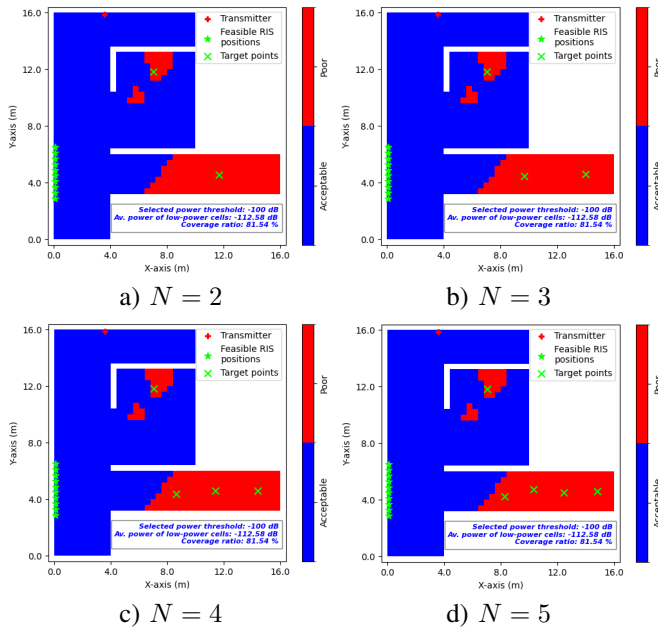 16.0
12.0
8.0
4.0
0.0
Y-axis (m)
Transmitter
Feasible RIS
positions
Target points
Selected power threshold: -100 dB
Av. power of low-power cells: -112.58 dB
Coverage ratio: 81.54 %
0.0 4.0 8.0 12.0 16.0
X-axis (m)
Poor
Acceptable
a) N = 2
16.0
12.0
8.0
4.0
0.0
Y-axis (m)
Transmitter
Feasible RIS
positions
Target points
Selected power threshold: -100 dB
Av. power of low-power cells: -112.58 dB
Coverage ratio: 81.54 %
0.0 4.0 8.0 12.0 16.0
X-axis (m)
Poor
Acceptable
b) N = 3
16.0
12.0
8.0
4.0
0.0
Y-axis (m)
Transmitter
Feasible RIS
positions
Target points
Selected power threshold: -100 dB
Av. power of low-power cells: -112.58 dB
Coverage ratio: 81.54 %
0.0 4.0 8.0 12.0 16.0
X-axis (m)
Poor
Acceptable
c) N = 4
16.0
12.0
8.0
4.0
0.0
Y-axis (m)
Transmitter
Feasible RIS
positions
Target points
Selected power threshold: -100 dB
Av. power of low-power cells: -112.58 dB
Coverage ratio: 81.54 %
0.0 4.0 8.0 12.0 16.0
X-axis (m)
Poor
Acceptable
d) N = 5